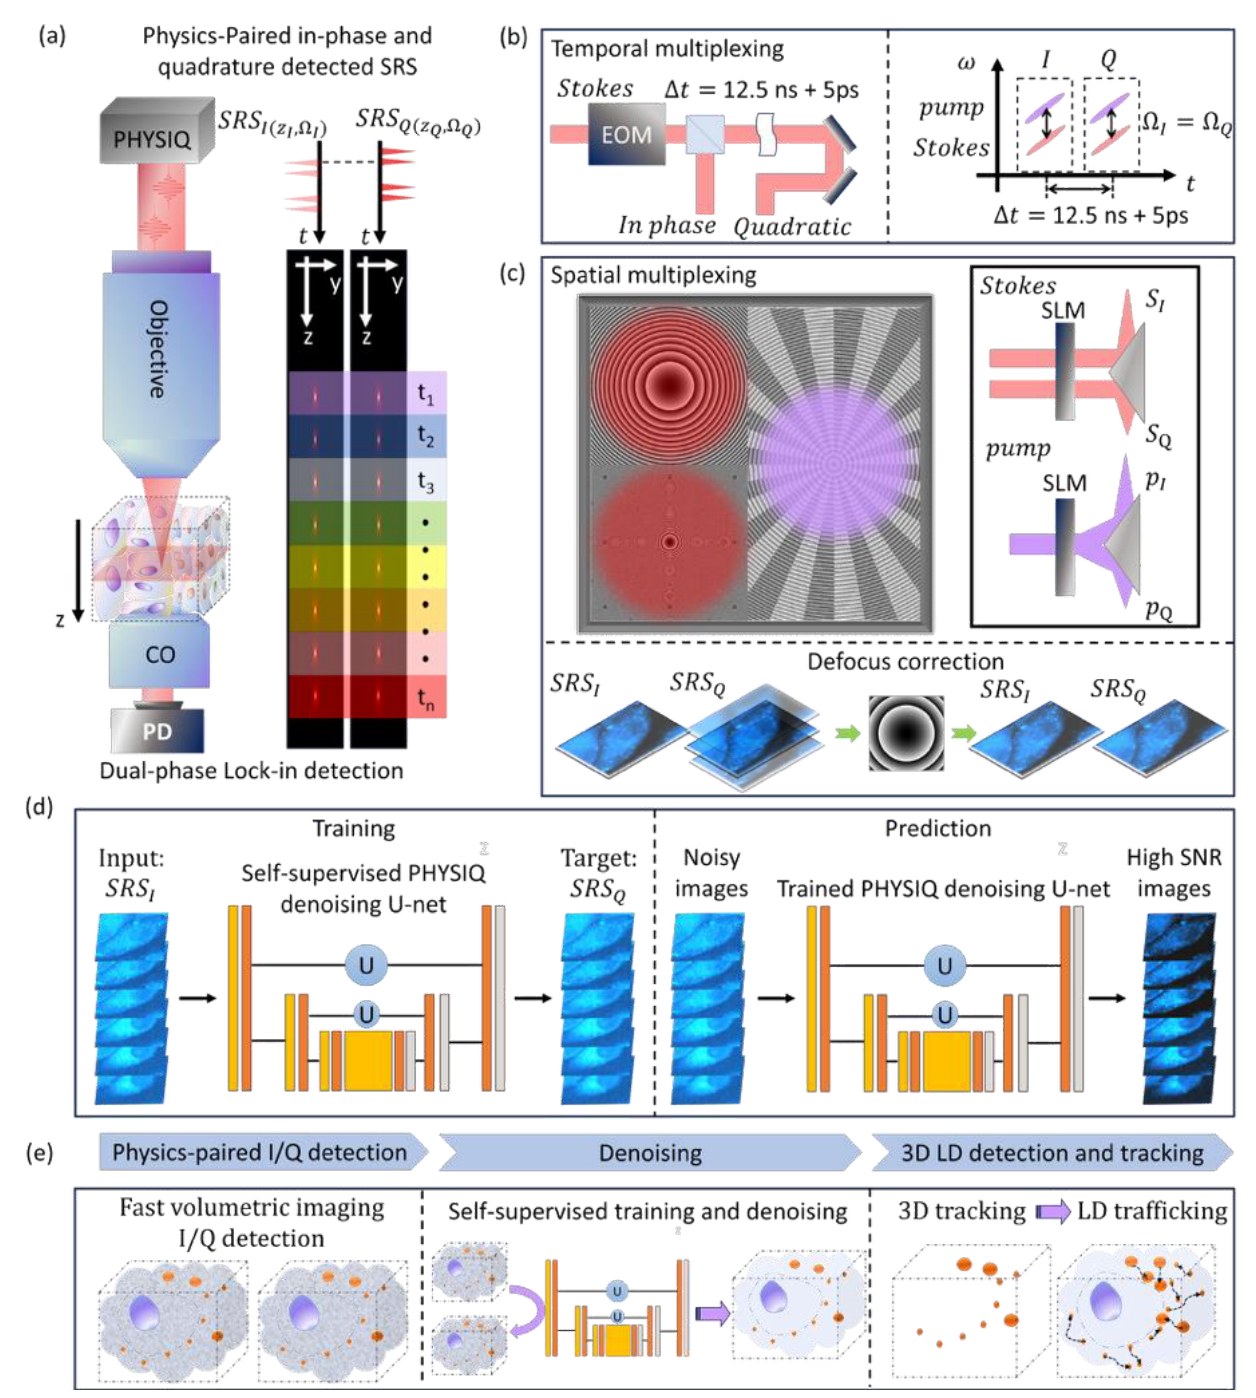 (a)
Physics-Paired in-phase and
quadrature detected SRS
PHYSIQ
SRS_I(z_I,Ω_I)
SRS_Q(z_Q,Ω_Q)
t
t
y
y
z
z
Objective
t₁
t₂
t₃
tₙ
z
CO
PD
Dual-phase Lock-in detection
(b)
Temporal multiplexing
Stokes
Δt = 12.5 ns + 5ps
EOM
In phase
Quadratic
ω
I
Q
pump
Stokes
Ω_I = Ω_Q
t
Δt = 12.5 ns + 5ps
(c)
Spatial multiplexing
Stokes
SLM
S_I
S_Q
pump
SLM
p_I
p_Q
Defocus correction
SRS_I
SRS_Q
SRS_I
SRS_Q
(d)
Training
Input:
SRS_I
z
Self-supervised PHYSIQ
denoising U-net
U
U
Target:
SRS_Q
Prediction
Noisy
images
z
Trained PHYSIQ denoising U-net
U
U
High SNR
images
(e)
Physics-paired I/Q detection
Denoising
3D LD detection and tracking
Fast volumetric imaging
I/Q detection
Self-supervised training and denoising
z
U
U
3D tracking
LD trafficking